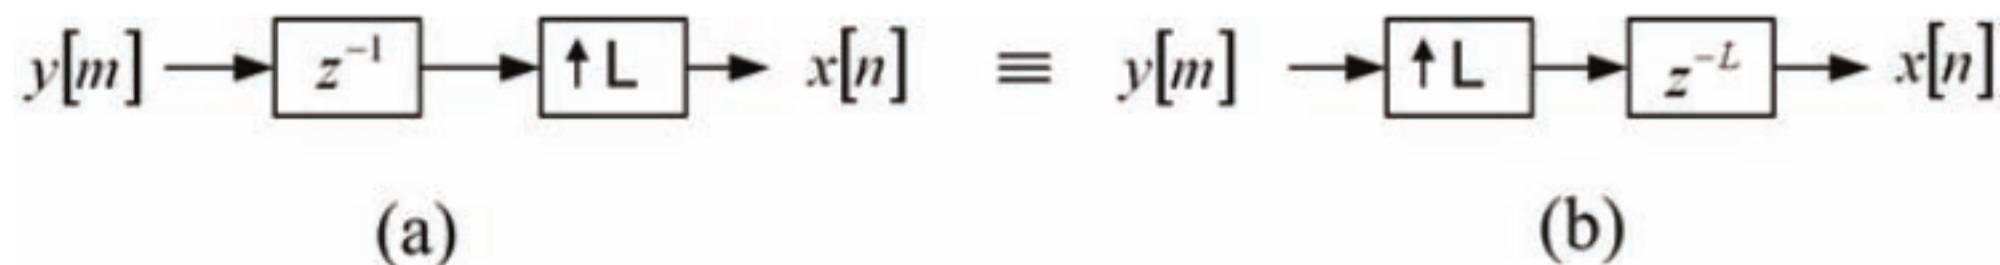 y[m] z⁻¹ ↑L x[n] ≡ y[m] ↑L z⁻ᴸ x[n]
(a) (b)